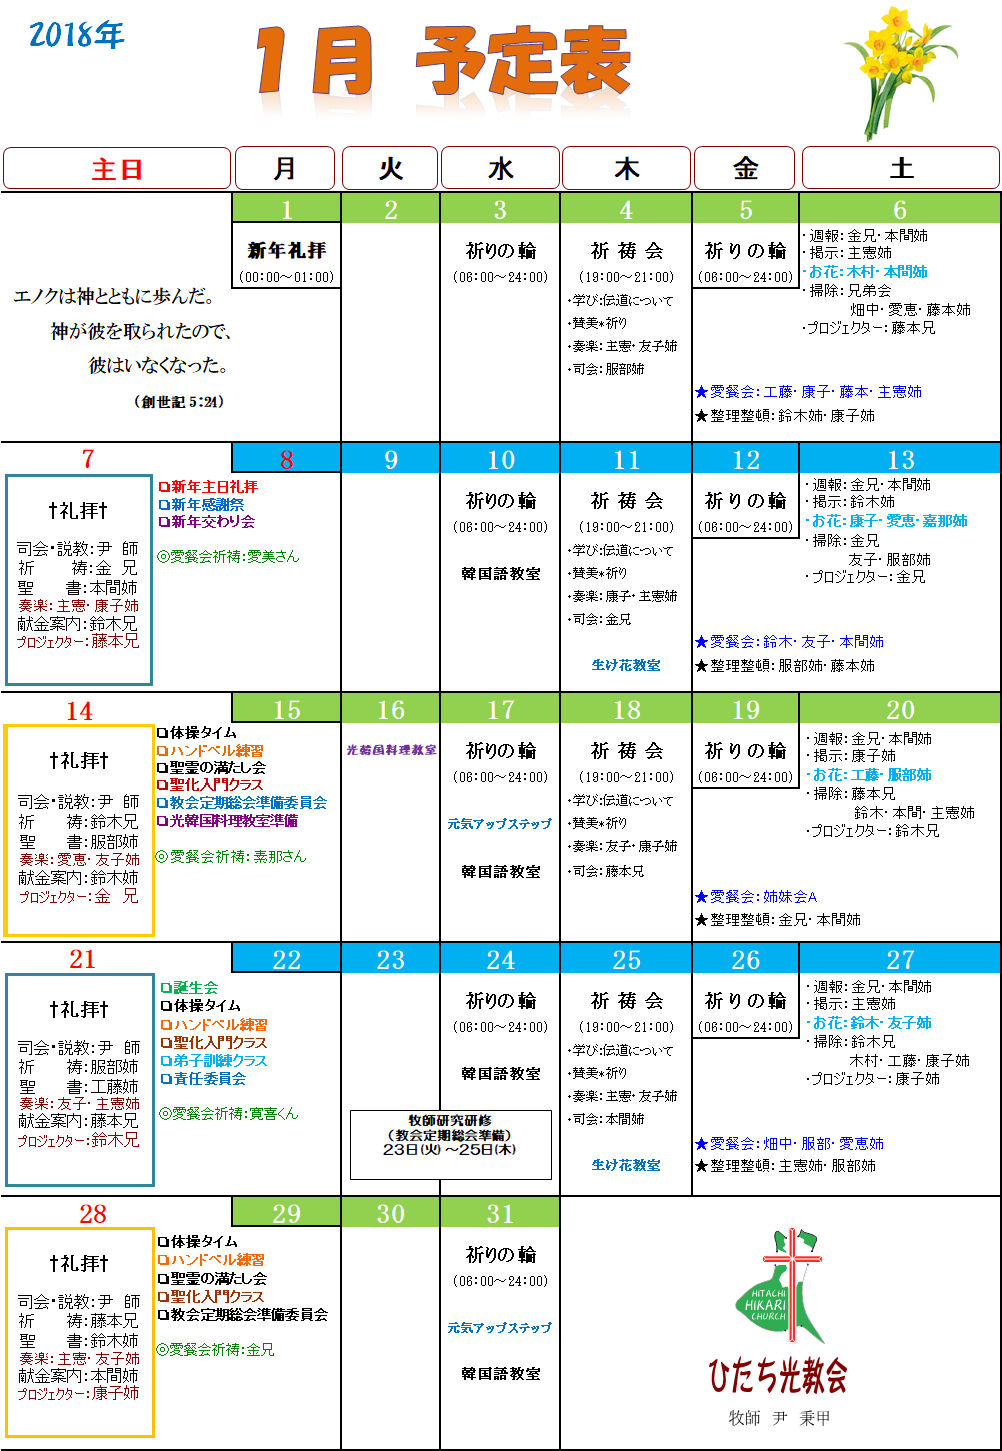 2018年
1月 予定表
主日 月 火 水 木 金 土
エノクは神とともに歩んだ。
神が彼を取られたので、
彼はいなくなった。
(創世記 5:24)
1
新年礼拝
(00:00～01:00)
2
3
祈りの輪
(06:00～24:00)
4
祈 祷 会
(19:00～21:00)
・学び:伝道について
・賛美*祈り
・奏楽: 主憲・友子姉
・司会: 服部姉
5
祈りの輪
(06:00～24:00)
★愛餐会: 工藤・康子・藤本・主憲姉
★整理整頓: 鈴木姉・康子姉
6
・週報: 金兄・本間姉
・掲示: 主憲姉
・お花: 木村・本間姉
・掃除: 兄弟会
畑中・愛恵・藤本姉
・プロジェクター: 藤本兄
7
†礼拝†
司会・説教: 尹 師
祈 祷: 金 兄
聖 書: 本間姉
奏楽: 主憲・康子姉
献金案内: 鈴木兄
プロジェクター: 藤本兄
8
❏新年主日礼拝
❏新年感謝祭
❏新年交わり会
◎愛餐会祈祷: 愛美さん
9
10
祈りの輪
(06:00～24:00)
韓国語教室
11
祈 祷 会
(19:00～21:00)
・学び:伝道について
・賛美*祈り
・奏楽: 康子・主憲姉
・司会: 金兄
生け花教室
12
祈りの輪
(06:00～24:00)
★愛餐会: 鈴木・友子・本間姉
★整理整頓: 服部姉・藤本姉
13
・週報: 金兄・本間姉
・掲示: 鈴木姉
・お花: 康子・愛恵・嘉那姉
・掃除: 金兄
友子・服部姉
・プロジェクター: 金兄
14
†礼拝†
司会・説教: 尹 師
祈 祷: 鈴木兄
聖 書: 服部姉
奏楽: 愛恵・友子姉
献金案内: 鈴木姉
プロジェクター: 金 兄
15
❏体操タイム
❏ハンドベル練習
❏聖霊の満たし会
❏聖化入門クラス
❏教会定期総会準備委員会
❏光韓国料理教室準備
◎愛餐会祈祷: 嘉那さん
16
光韓国料理教室
17
祈りの輪
(06:00～24:00)
元気アップステップ
韓国語教室
18
祈 祷 会
(19:00～21:00)
・学び:伝道について
・賛美*祈り
・奏楽: 友子・康子姉
・司会: 藤本兄
19
祈りの輪
(06:00～24:00)
★愛餐会: 姉妹会A
★整理整頓: 金兄・本間姉
20
・週報: 金兄・本間姉
・掲示: 康子姉
・お花: 工藤・服部姉
・掃除: 藤本兄
鈴木・本間・主憲姉
・プロジェクター: 鈴木兄
21
†礼拝†
司会・説教: 尹 師
祈 祷: 服部姉
聖 書: 工藤姉
奏楽: 友子・主憲姉
献金案内: 藤本兄
プロジェクター: 鈴木兄
22
❏誕生会
❏体操タイム
❏ハンドベル練習
❏聖化入門クラス
❏弟子訓練クラス
❏責任委員会
◎愛餐会祈祷: 寛喜くん
23
24
祈りの輪
(06:00～24:00)
韓国語教室
牧師研究研修
(教会定期総会準備)
23日(火) ～25日(木)
25
祈 祷 会
(19:00～21:00)
・学び:伝道について
・賛美*祈り
・奏楽: 主憲・友子姉
・司会: 本間姉
生け花教室
26
祈りの輪
(06:00～24:00)
★愛餐会: 畑中・服部・愛恵姉
★整理整頓: 主憲姉・服部姉
27
・週報: 金兄・本間姉
・掲示: 主憲姉
・お花: 鈴木・友子姉
・掃除: 鈴木兄
木村・工藤・康子姉
・プロジェクター: 康子姉
28
†礼拝†
司会・説教: 尹 師
祈 祷: 藤本兄
聖 書: 鈴木姉
奏楽: 主憲・友子姉
献金案内: 本間姉
プロジェクター: 康子姉
29
❏体操タイム
❏ハンドベル練習
❏聖霊の満たし会
❏聖化入門クラス
❏教会定期総会準備委員会
◎愛餐会祈祷: 金兄
30
31
祈りの輪
(06:00～24:00)
元気アップステップ
韓国語教室
HITACHI
HIKARI
CHURCH
ひたち光教会
牧師 尹 秉甲